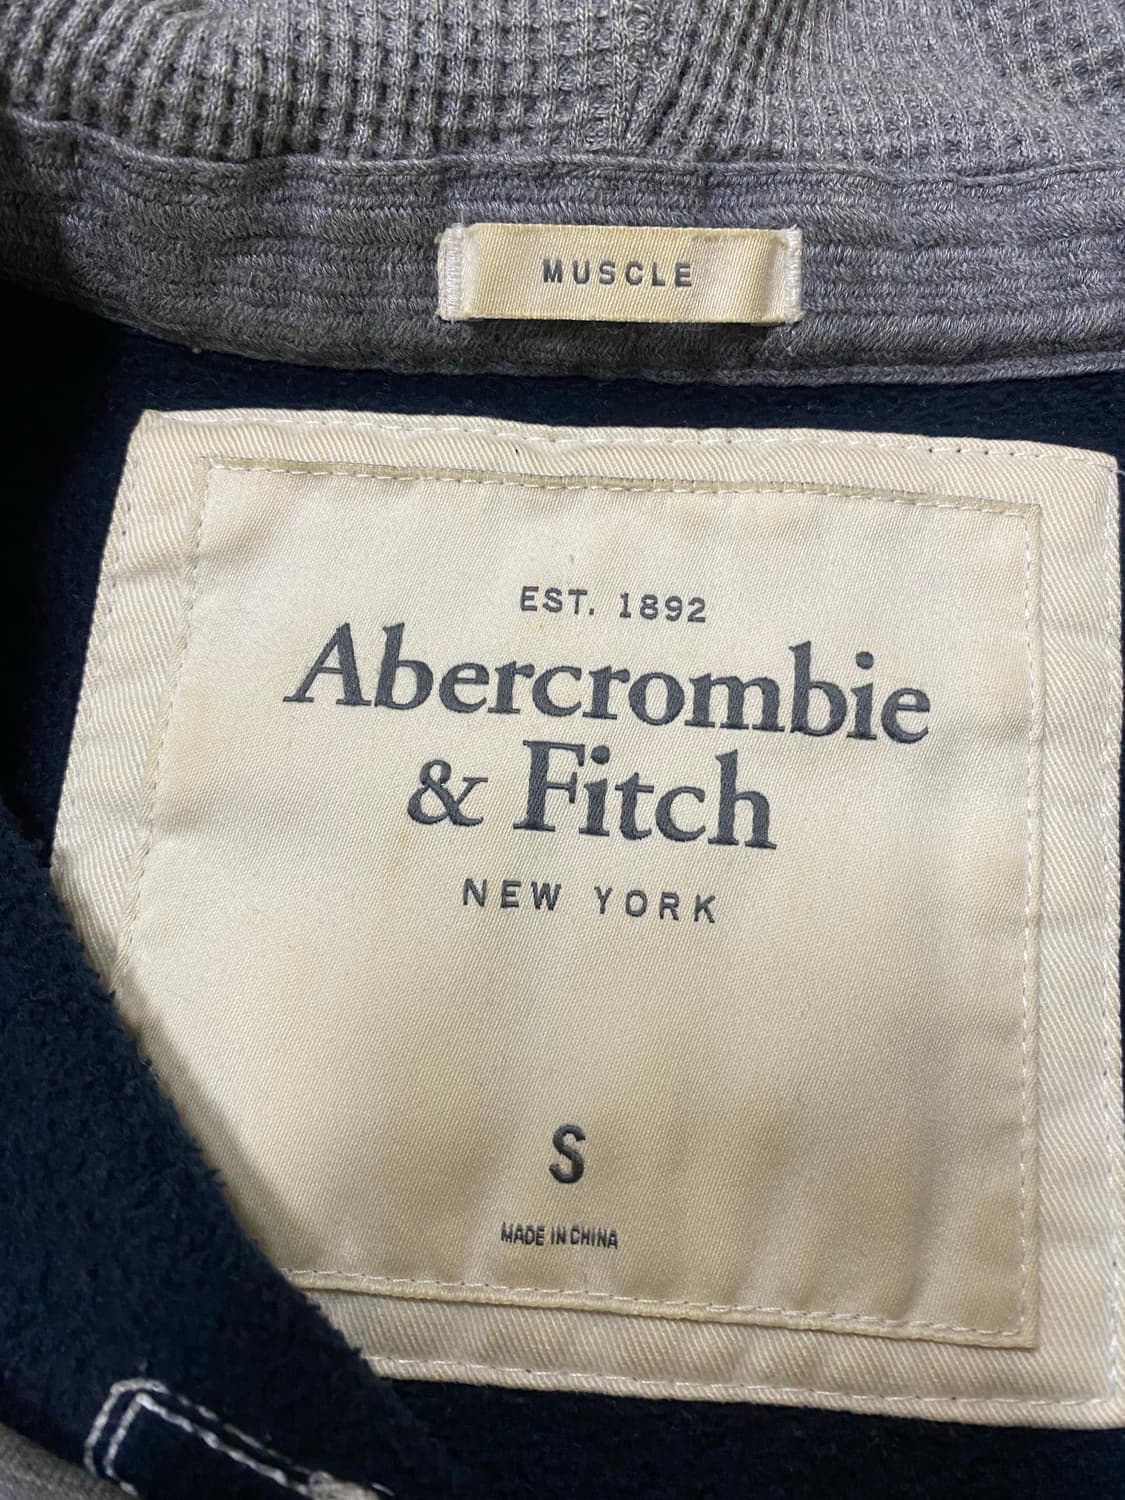 MUSCLE
EST. 1892
Abercrombie
& Fitch
NEW YORK
S
MADE IN CHINA